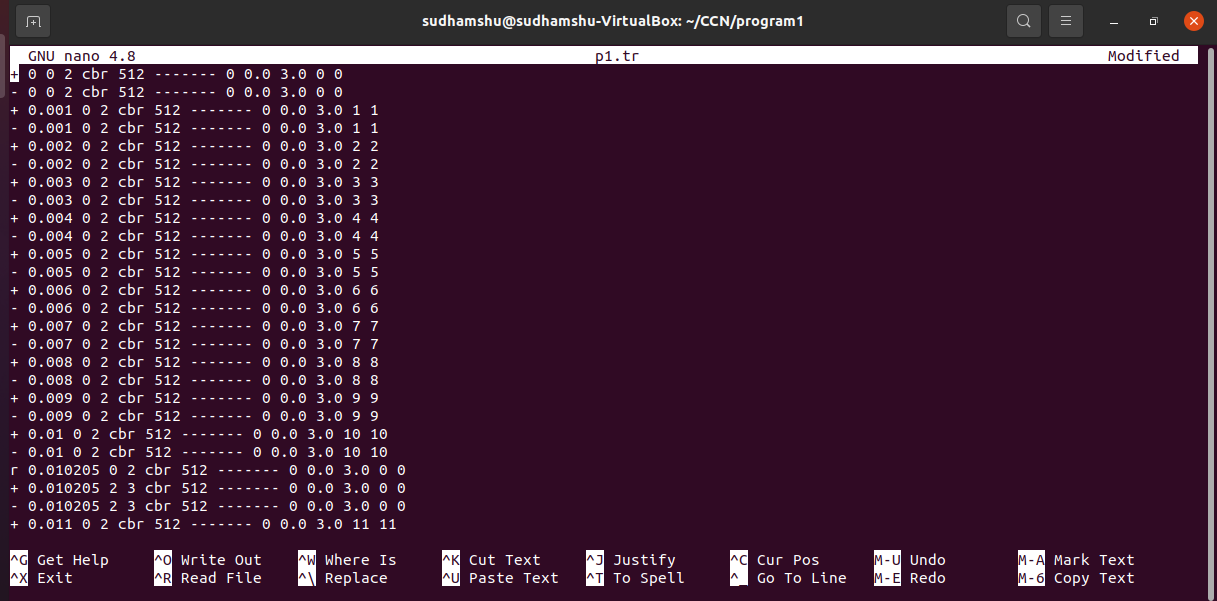 sudhamshu@sudhamshu-VirtualBox: ~/CCN/program1
GNU nano 4.8 p1.tr Modified
+ 0 0 2 cbr 512 ------- 0 0.0 3.0 0 0
- 0 0 2 cbr 512 ------- 0 0.0 3.0 0 0
+ 0.001 0 2 cbr 512 ------- 0 0.0 3.0 1 1
- 0.001 0 2 cbr 512 ------- 0 0.0 3.0 1 1
+ 0.002 0 2 cbr 512 ------- 0 0.0 3.0 2 2
- 0.002 0 2 cbr 512 ------- 0 0.0 3.0 2 2
+ 0.003 0 2 cbr 512 ------- 0 0.0 3.0 3 3
- 0.003 0 2 cbr 512 ------- 0 0.0 3.0 3 3
+ 0.004 0 2 cbr 512 ------- 0 0.0 3.0 4 4
- 0.004 0 2 cbr 512 ------- 0 0.0 3.0 4 4
+ 0.005 0 2 cbr 512 ------- 0 0.0 3.0 5 5
- 0.005 0 2 cbr 512 ------- 0 0.0 3.0 5 5
+ 0.006 0 2 cbr 512 ------- 0 0.0 3.0 6 6
- 0.006 0 2 cbr 512 ------- 0 0.0 3.0 6 6
+ 0.007 0 2 cbr 512 ------- 0 0.0 3.0 7 7
- 0.007 0 2 cbr 512 ------- 0 0.0 3.0 7 7
+ 0.008 0 2 cbr 512 ------- 0 0.0 3.0 8 8
- 0.008 0 2 cbr 512 ------- 0 0.0 3.0 8 8
+ 0.009 0 2 cbr 512 ------- 0 0.0 3.0 9 9
- 0.009 0 2 cbr 512 ------- 0 0.0 3.0 9 9
+ 0.01 0 2 cbr 512 ------- 0 0.0 3.0 10 10
- 0.01 0 2 cbr 512 ------- 0 0.0 3.0 10 10
r 0.010205 0 2 cbr 512 ------- 0 0.0 3.0 0 0
+ 0.010205 2 3 cbr 512 ------- 0 0.0 3.0 0 0
- 0.010205 2 3 cbr 512 ------- 0 0.0 3.0 0 0
+ 0.011 0 2 cbr 512 ------- 0 0.0 3.0 11 11
^G Get Help ^O Write Out ^W Where Is ^K Cut Text ^J Justify ^C Cur Pos M-U Undo M-A Mark Text
^X Exit ^R Read File ^\ Replace ^U Paste Text ^T To Spell ^_ Go To Line M-E Redo M-6 Copy Text